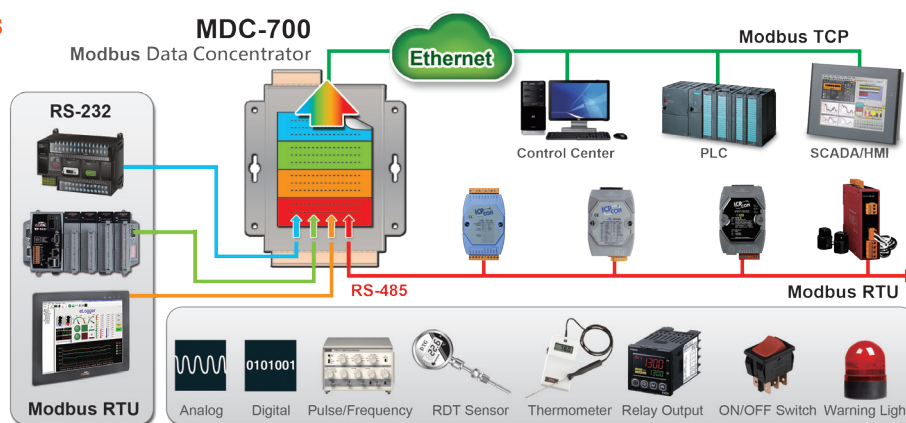 MDC-700
Modbus Data Concentrator
Ethernet
Modbus TCP
RS-232
Control Center
PLC
SCADA/HMI
RS-485
Modbus RTU
eLogger
Modbus RTU
0101001
Analog
Digital
Pulse/Frequency
RDT Sensor
Thermometer
Relay Output
ON/OFF Switch
Warning Ligh